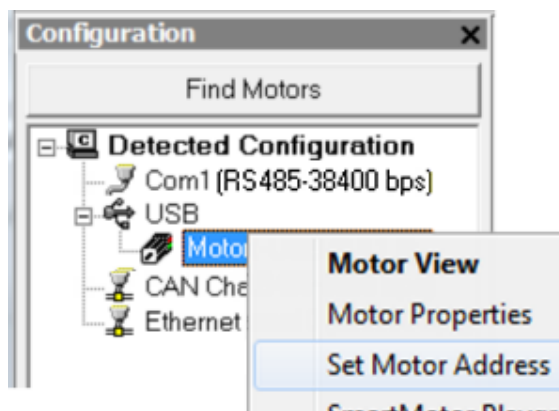 Configuration
Find Motors
Detected Configuration
Com1 (RS485-38400 bps)
USB
Motor View
Motor Properties
CAN
Ethernet
Set Motor Address